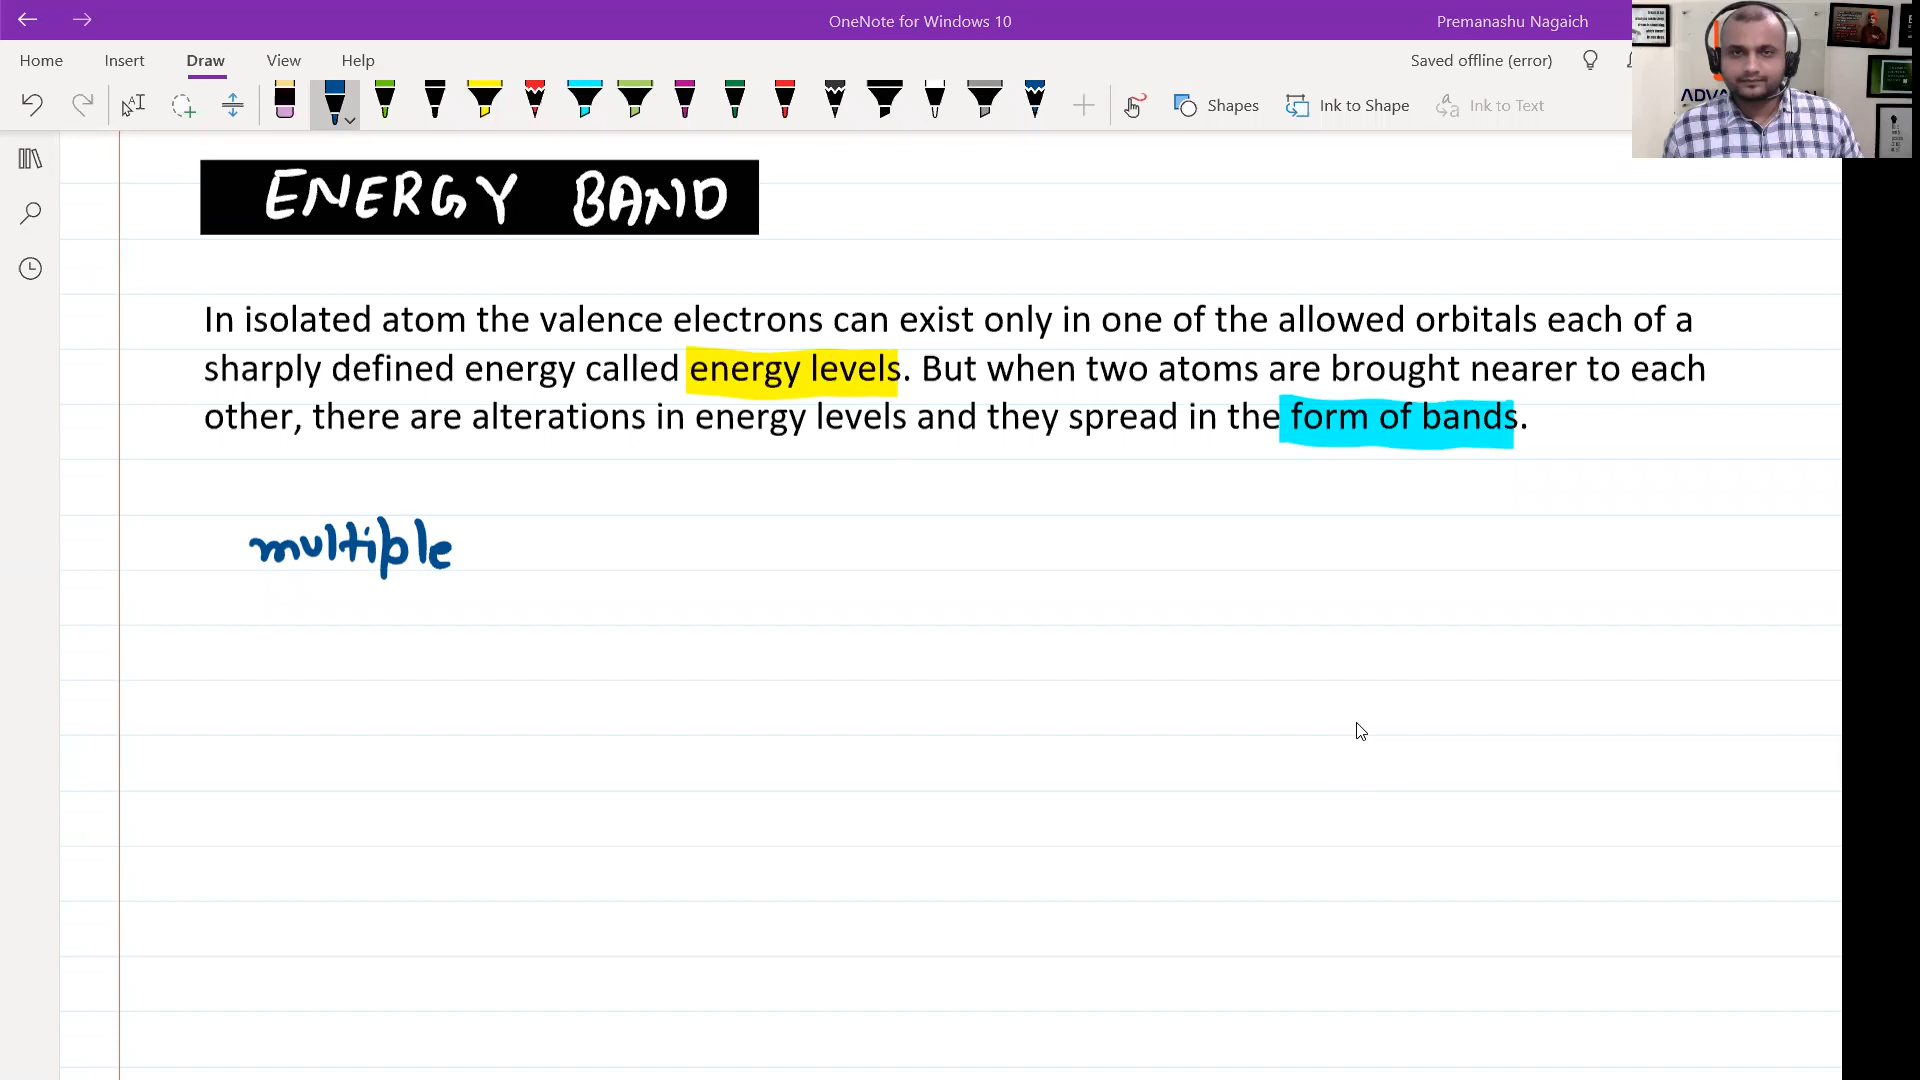 OneNote for Windows 10
Premanashu Nagaich
Home Insert Draw View Help
Saved offline (error)
Shapes Ink to Shape Ink to Text
ENERGY BAND
In isolated atom the valence electrons can exist only in one of the allowed orbitals each of a
sharply defined energy called energy levels. But when two atoms are brought nearer to each
other, there are alterations in energy levels and they spread in the form of bands.
multiple